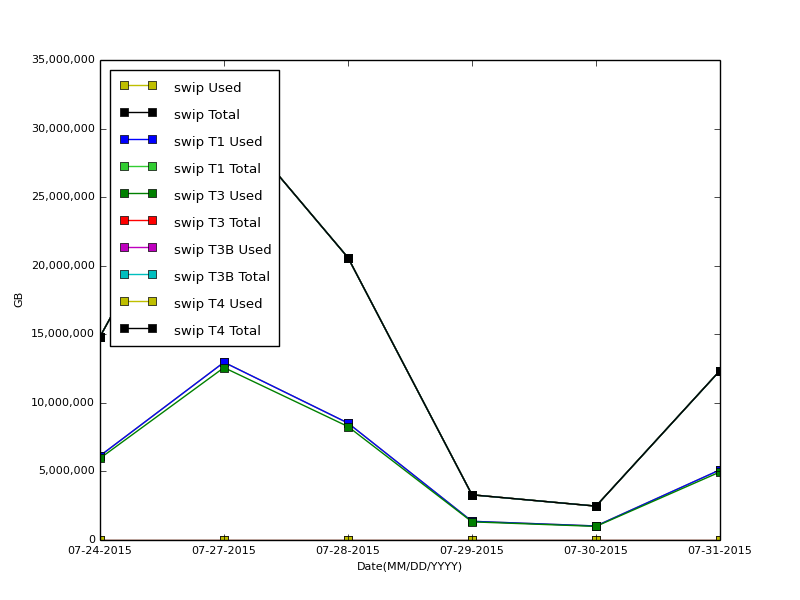 35,000,000
30,000,000
25,000,000
20,000,000
15,000,000
10,000,000
5,000,000
0
GB
swip Used
swip Total
swip T1 Used
swip T1 Total
swip T3 Used
swip T3 Total
swip T3B Used
swip T3B Total
swip T4 Used
swip T4 Total
07-24-2015 07-27-2015 07-28-2015 07-29-2015 07-30-2015 07-31-2015
Date(MM/DD/YYYY)